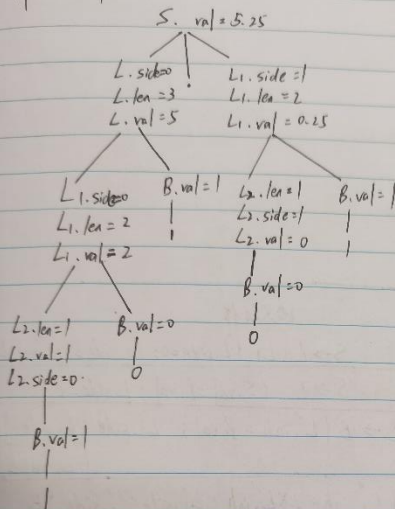 S. val = 5.25
L. side=0
L. len =3
L. val = 5
.
L1. side =1
L1. len = 2
L1. val = 0.25
L1. side=0
L1. len = 2
L1. val = 2
B. val = 1
1
L2. len = 1
L2. side=1
L2. val = 0
B. val = 1
1
B. val =0
0
L2. len=1
L2. val=1
L2. side =0
B. val=0
0
B. val = 1
1